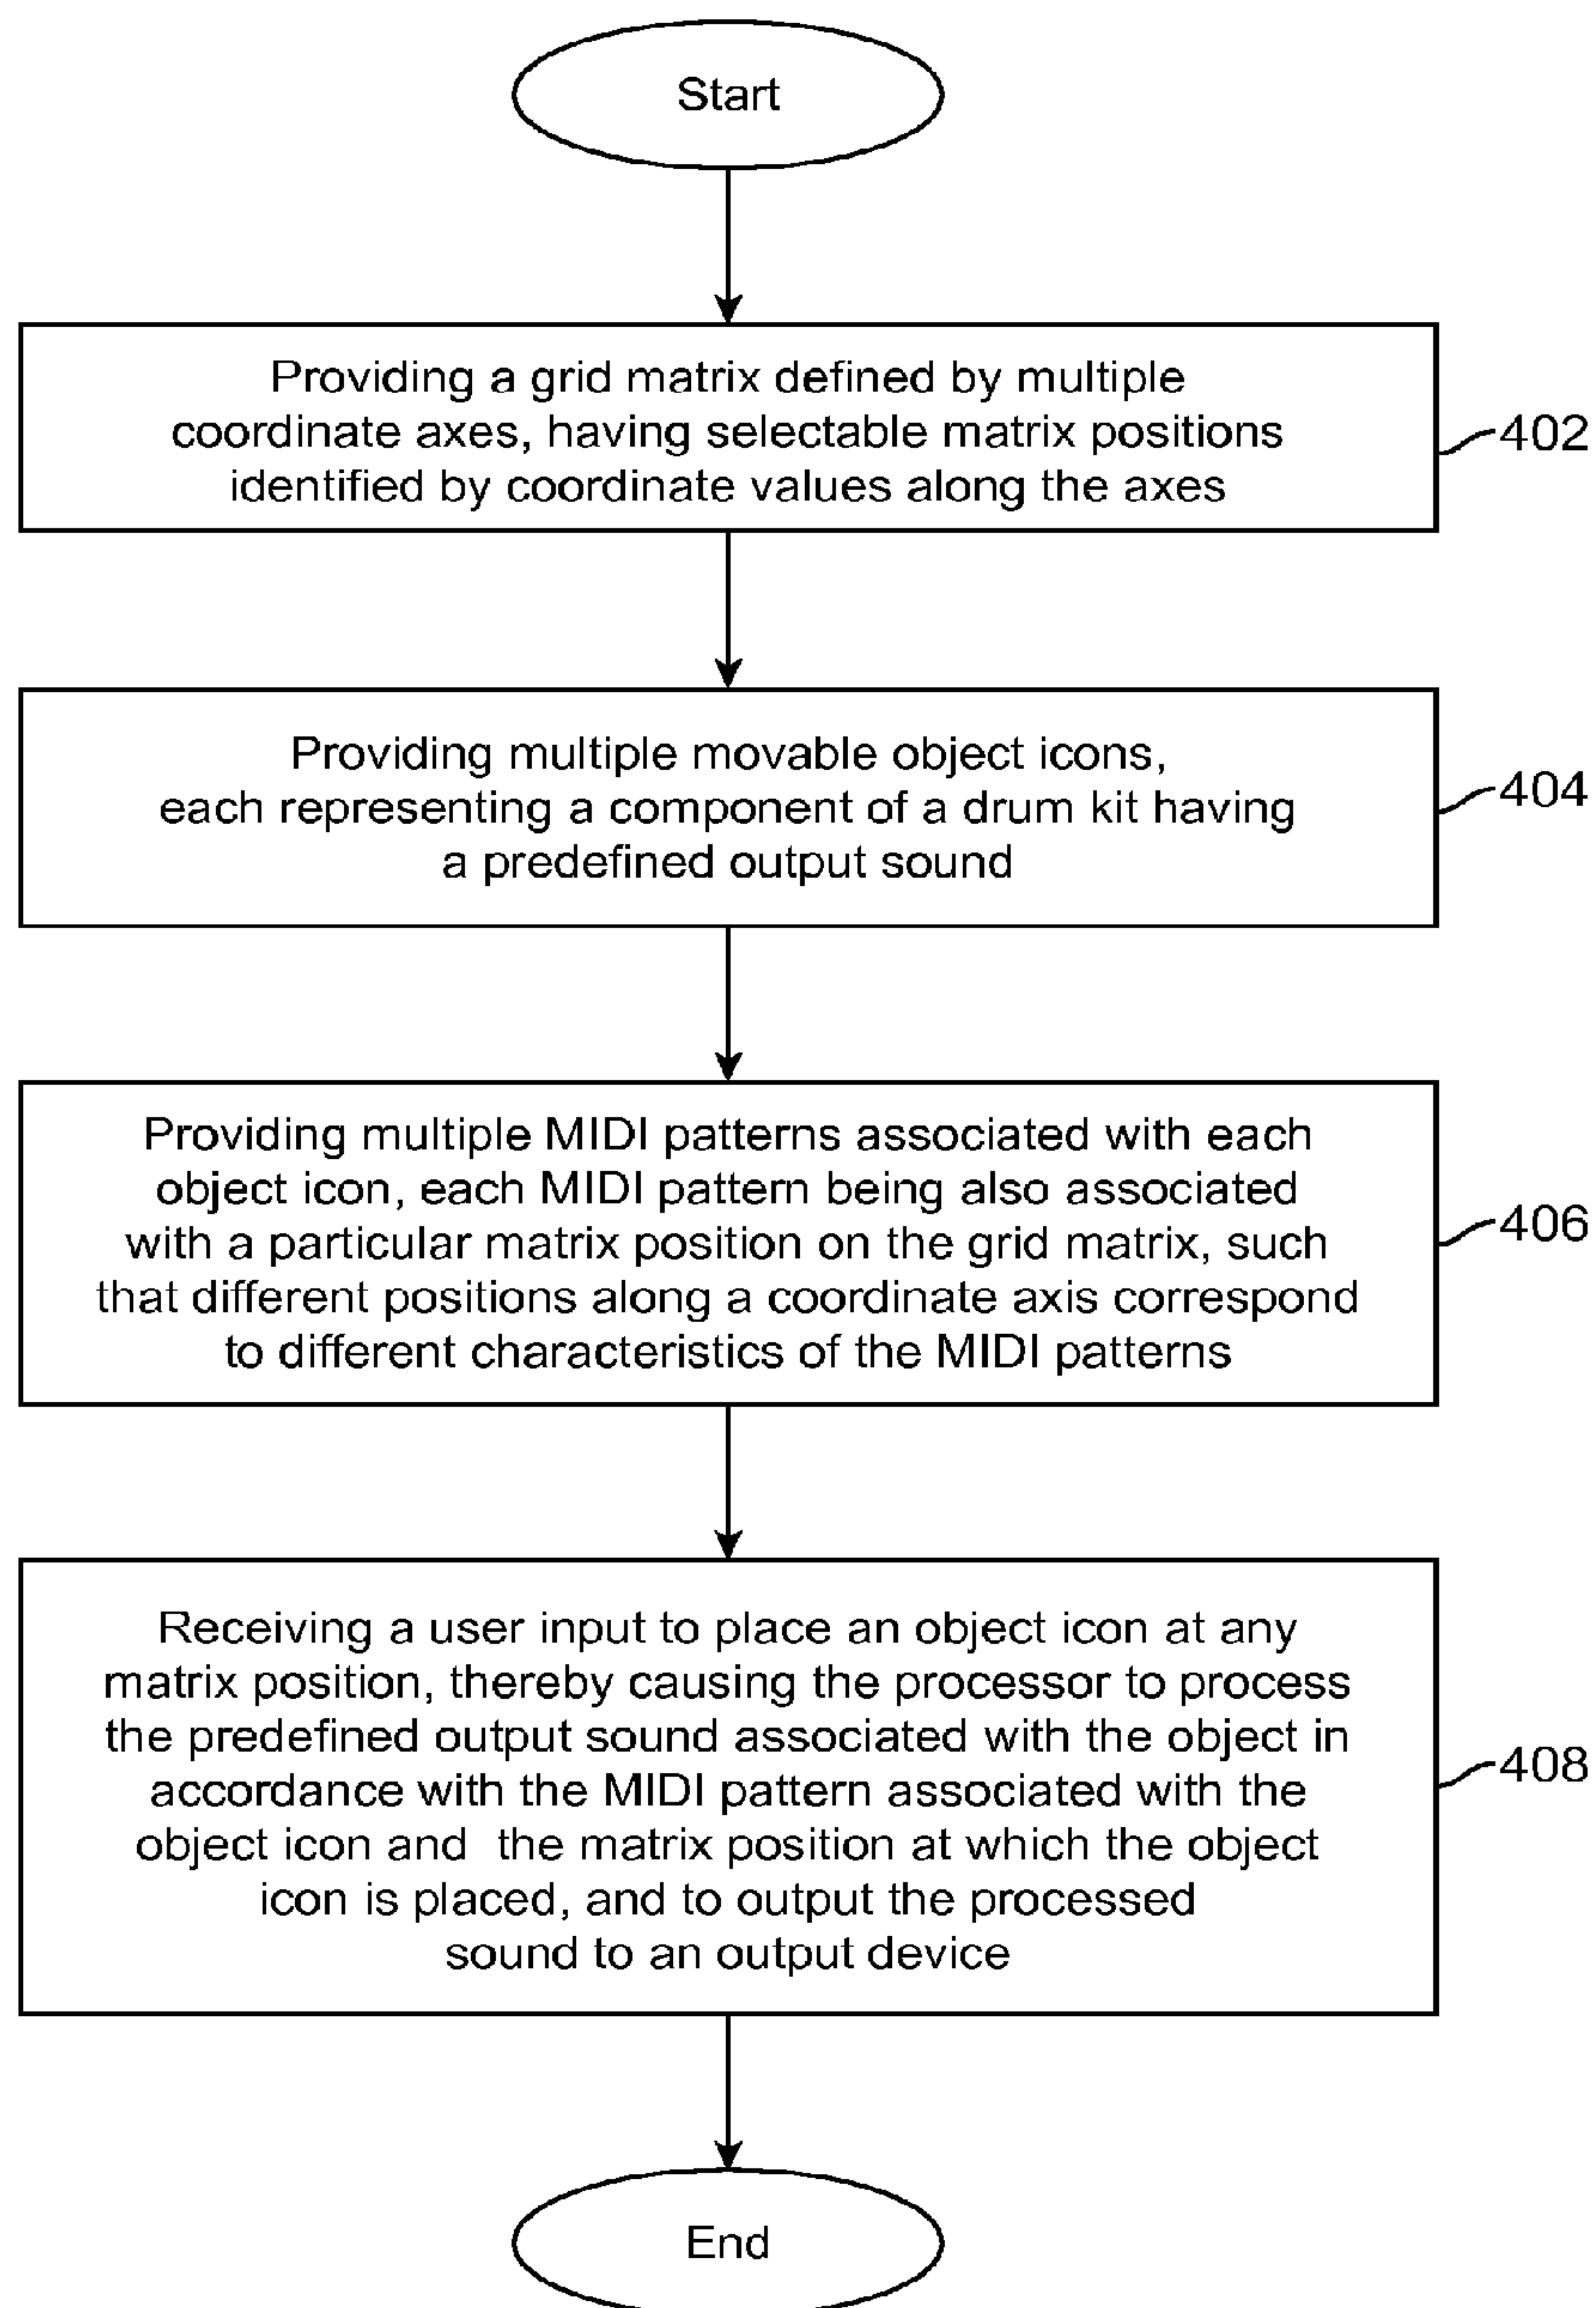 Start
Providing a grid matrix defined by multiple
coordinate axes, having selectable matrix positions
identified by coordinate values along the axes
402
Providing multiple movable object icons,
each representing a component of a drum kit having
a predefined output sound
404
Providing multiple MIDI patterns associated with each
object icon, each MIDI pattern being also associated
with a particular matrix position on the grid matrix, such
that different positions along a coordinate axis correspond
to different characteristics of the MIDI patterns
406
Receiving a user input to place an object icon at any
matrix position, thereby causing the processor to process
the predefined output sound associated with the object in
accordance with the MIDI pattern associated with the
object icon and the matrix position at which the object
icon is placed, and to output the processed
sound to an output device
408
End